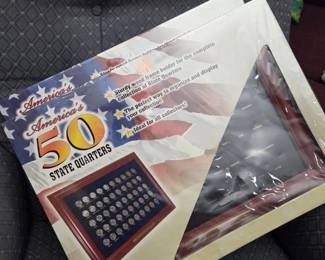 America's
America's
50
STATE QUARTERS
Sturdy wood frame holder for the complete
Collection of State Quarters
The perfect way to organize and display
your collection!
Ideal for all collectors!